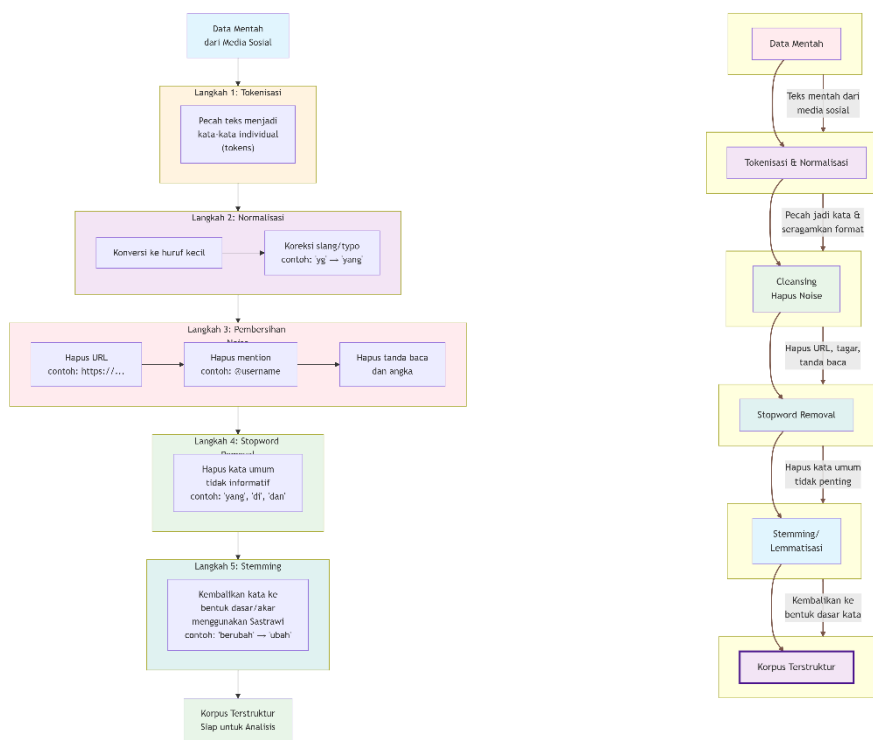 Data Mentah
dari Media Sosial
Langkah 1: Tokenisasi
Pecah teks menjadi
kata-kata individual
(tokens)
Langkah 2: Normalisasi
Konversi ke huruf kecil
Koreksi slang/typo
contoh: 'yg' → 'yang'
Langkah 3: Pembersihan
Noise
Hapus URL
contoh: https://...
Hapus mention
contoh: @username
Hapus tanda baca
dan angka
Langkah 4: Stopword
Removal
Hapus kata umum
tidak informatif
contoh: 'yang', 'di', 'dan'
Langkah 5: Stemming
Kembalikan kata ke
bentuk dasar/akar
menggunakan Sastrawi
contoh: 'berubah' → 'ubah'
Korpus Terstruktur
Siap untuk Analisis
Data Mentah
Teks mentah dari
media sosial
Tokenisasi & Normalisasi
Pecah jadi kata &
seragamkan format
Cleansing
Hapus Noise
Hapus URL, tagar,
tanda baca
Stopword Removal
Hapus kata umum
tidak penting
Stemming/
Lemmatisasi
Kembalikan ke
bentuk dasar kata
Korpus Terstruktur